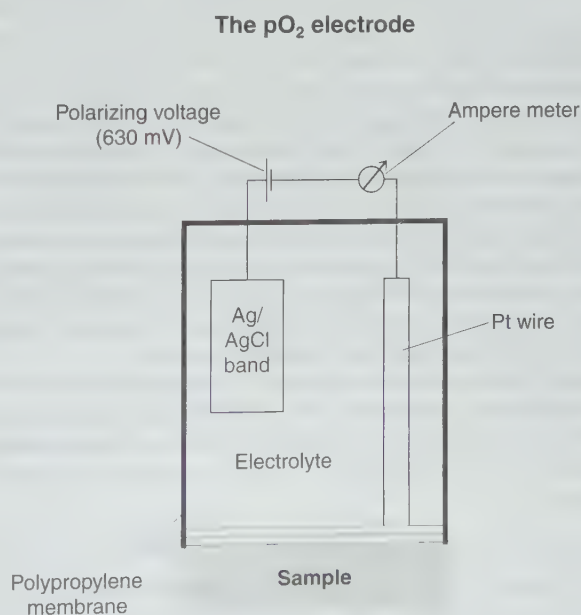 The pO₂ electrode
Polarizing voltage
(630 mV)
Ampere meter
Ag/
AgCl
band
Pt wire
Electrolyte
Polypropylene
membrane
Sample